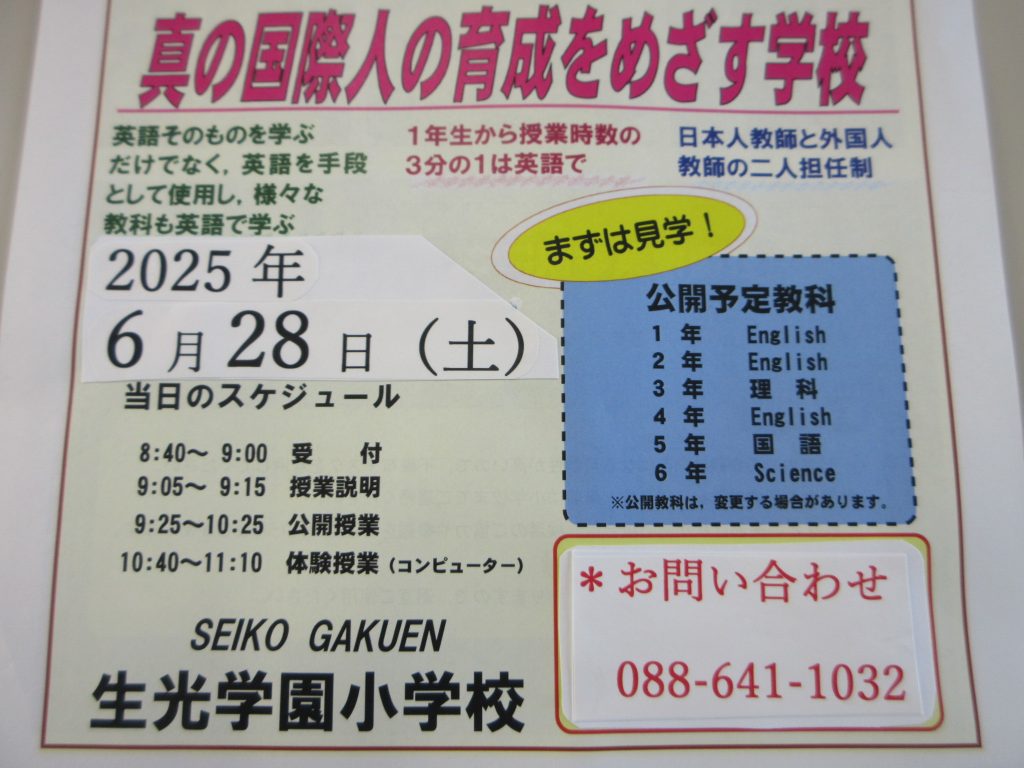 真の国際人の育成をめざす学校
英語そのものを学ぶ
だけでなく，英語を手段
として使用し，様々な
教科も英語で学ぶ
1年生から授業時数の
3分の1は英語で
日本人教師と外国人
教師の二人担任制
まずは見学！
2025年
6月28日（土）
当日のスケジュール
8:40～ 9:00 受 付
9:05～ 9:15 授業説明
9:25～10:25 公開授業
10:40～11:10 体験授業（コンピューター）
公開予定教科
1 年 English
2 年 English
3 年 理 科
4 年 English
5 年 国 語
6 年 Science
※公開教科は，変更する場合があります。
＊お問い合わせ
088-641-1032
SEIKO GAKUEN
生光学園小学校